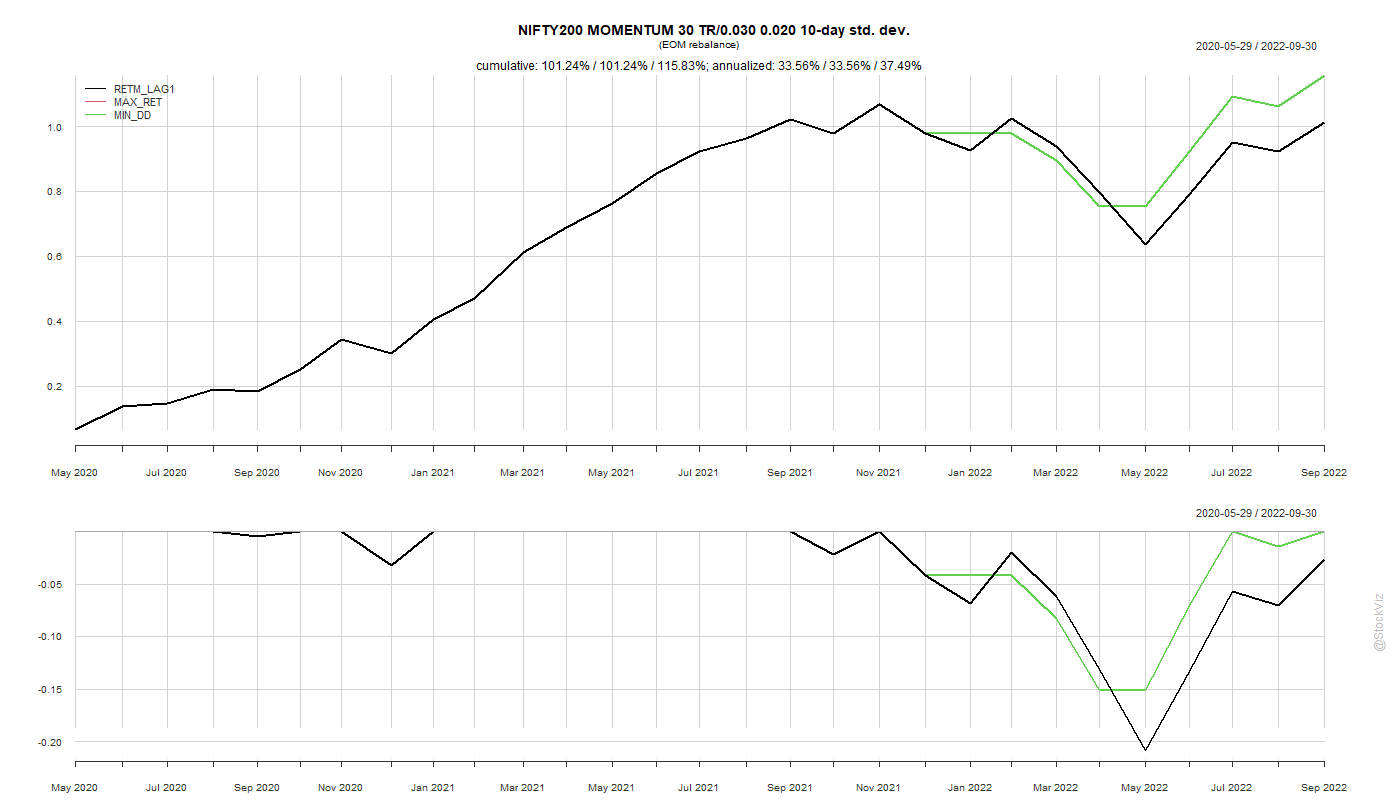 NIFTY200 MOMENTUM 30 TR/0.030 0.020 10-day std. dev.
(EOM rebalance)
2020-05-29 / 2022-09-30
cumulative: 101.24% / 101.24% / 115.83%; annualized: 33.56% / 33.56% / 37.49%
RETM_LAG1
MAX_RET
MIN_DD
1.0
0.8
0.6
0.4
0.2
May 2020 Jul 2020 Sep 2020 Nov 2020 Jan 2021 Mar 2021 May 2021 Jul 2021 Sep 2021 Nov 2021 Jan 2022 Mar 2022 May 2022 Jul 2022 Sep 2022
2020-05-29 / 2022-09-30
-0.05
-0.10
-0.15
-0.20
May 2020 Jul 2020 Sep 2020 Nov 2020 Jan 2021 Mar 2021 May 2021 Jul 2021 Sep 2021 Nov 2021 Jan 2022 Mar 2022 May 2022 Jul 2022 Sep 2022
@StockViz